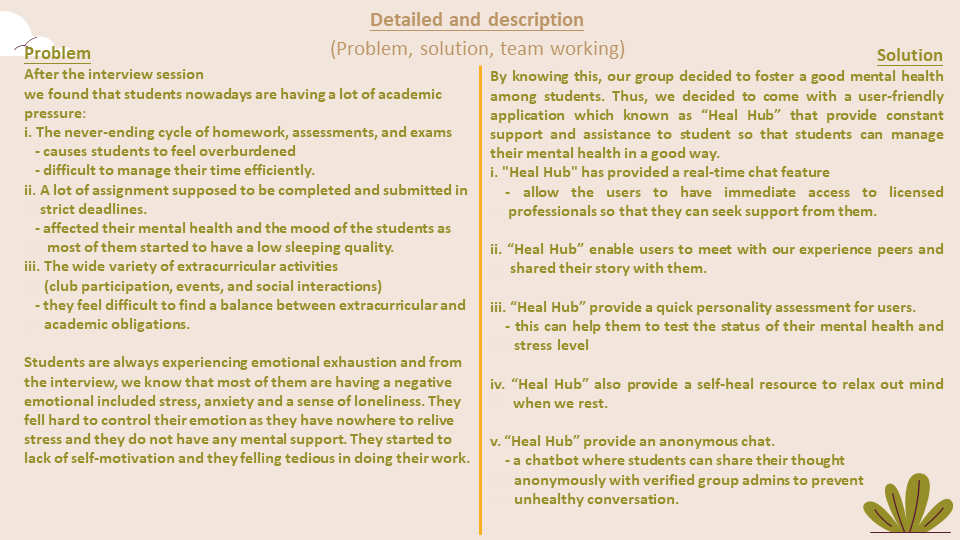 Detailed and description
(Problem, solution, team working)
Problem
After the interview session
we found that students nowadays are having a lot of academic
pressure:
i. The never-ending cycle of homework, assessments, and exams
- causes students to feel overburdened
- difficult to manage their time efficiently.
ii. A lot of assignment supposed to be completed and submitted in
strict deadlines.
- affected their mental health and the mood of the students as
most of them started to have a low sleeping quality.
iii. The wide variety of extracurricular activities
(club participation, events, and social interactions)
- they feel difficult to find a balance between extracurricular and
academic obligations.
Students are always experiencing emotional exhaustion and from
the interview, we know that most of them are having a negative
emotional included stress, anxiety and a sense of loneliness. They
fell hard to control their emotion as they have nowhere to relive
stress and they do not have any mental support. They started to
lack of self-motivation and they felling tedious in doing their work.
Solution
By knowing this, our group decided to foster a good mental health
among students. Thus, we decided to come with a user-friendly
application which known as “Heal Hub” that provide constant
support and assistance to student so that students can manage
their mental health in a good way.
i. "Heal Hub" has provided a real-time chat feature
- allow the users to have immediate access to licensed
professionals so that they can seek support from them.
ii. “Heal Hub” enable users to meet with our experience peers and
shared their story with them.
iii. “Heal Hub” provide a quick personality assessment for users.
- this can help them to test the status of their mental health and
stress level
iv. “Heal Hub” also provide a self-heal resource to relax out mind
when we rest.
v. “Heal Hub” provide an anonymous chat.
- a chatbot where students can share their thought
anonymously with verified group admins to prevent
unhealthy conversation.